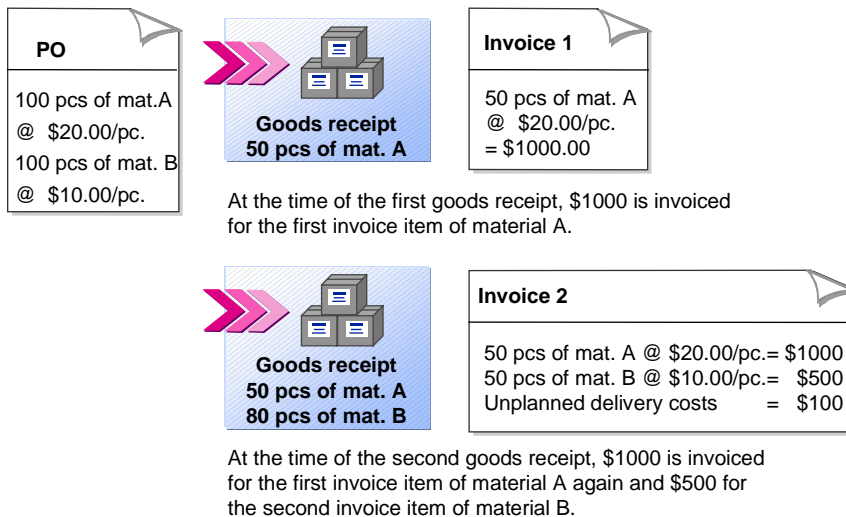 PO
100 pcs of mat.A
@ $20.00/pc.
100 pcs of mat. B
@ $10.00/pc.
Goods receipt
50 pcs of mat. A
Invoice 1
50 pcs of mat. A
@ $20.00/pc.
= $1000.00
At the time of the first goods receipt, $1000 is invoiced
for the first invoice item of material A.
Goods receipt
50 pcs of mat. A
80 pcs of mat. B
Invoice 2
50 pcs of mat. A @ $20.00/pc.= $1000
50 pcs of mat. B @ $10.00/pc.= $500
Unplanned delivery costs = $100
At the time of the second goods receipt, $1000 is invoiced
for the first invoice item of material A again and $500 for
the second invoice item of material B.